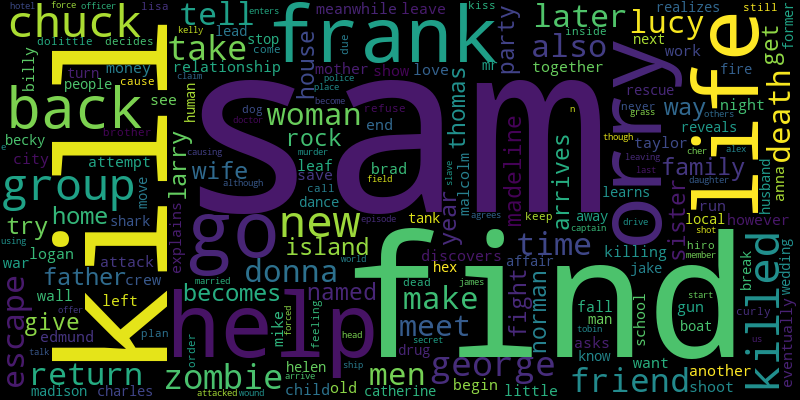 hotel force officer
chuck
tell
enters
kelly
meanwhile leave
kiss
realizes
still
lisa
frank
later
lucy
dolittle decides
take
lead
stop
come
house
due
mother show love
mr
party
also
inside
next
work
former
billy
turn money
people cause
relationship
claim
police
place
become
together
fire
get
life
death
back
kill
see
human
sam
dog
refuse
doctor
woman
thomas
rescue
way
night
never others
reveals
n
grass
though
becky
brother
larry
causing
murder
rock
end
madeline
malcolm
sorry
taylor
alex
cher
leaving
city
attempt
wife
although
leaf
save
call
field
brad
slave
arrives
family
last
daughter
anna
husband
group
move
dance
year
learns
sister
run
shot
try
home
shark
go
new
episode
agrees
tank
keep
away
drive
captain
local
however
using
war
logan
attack
explains
island
world
discovers
time
killing
hiro
member
wedding
father crew
donna
hex
affair
jake
break
escape
wall
left
becomes
married
help
named
dead
james
make
find
fight
norman
start
gun
killed
give
offer
feeling
forced
mike
head
meet
secret
fall
man
school
boat
curly
edmund
plan
order
drug
george
tobin
asks
know
us
talk
return
zombie
helen
arrive
ship
men
want
friend
another
shoot
eventually
madison charles
attacked wound
child
old
catherine
begin
little